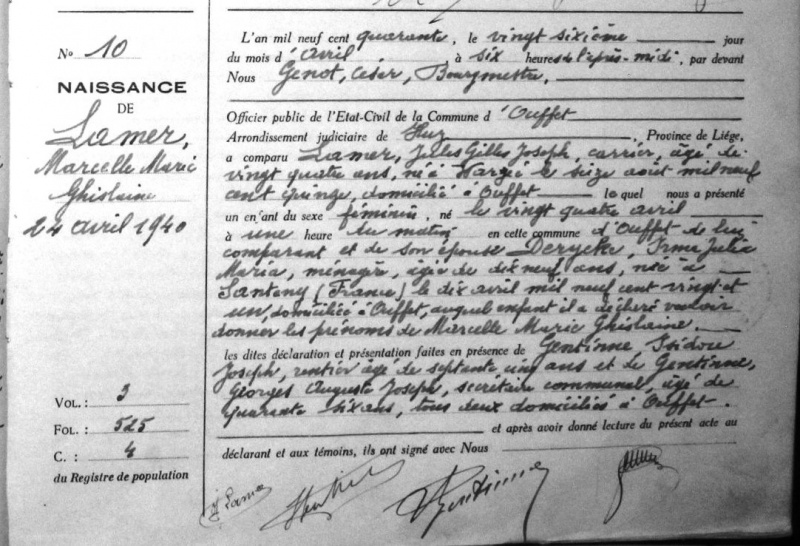 No 10
NAISSANCE
DE
Lamer,
Marcelle Marie
Ghislaine
24 avril 1940
VOL.: 3
FOL.: 525
C. : 4
du Registre de population
L'an mil neuf cent quarante, le vingt sixième jour
du mois d'avril à six heures de l'après-midi, par devant
Nous Genot, César, Bourgmestre,
Officier public de l'Etat-Civil de la Commune d'Ouffet
Arrondissement judiciaire de Huy, Province de Liége,
a comparu Lamer, Jules Gilles Joseph, carrier, âgé de
vingt quatre ans, né à Warzée le seize août mil neuf
cent quinze, domicilié à Ouffet lequel nous a présenté
un enfant du sexe féminin, né le vingt quatre avril
à une heure du matin en cette commune d'Ouffet de lui
comparant et de son épouse Derycke, Irma Julia
Maria, ménagère, âgée de dix neuf ans, née à
Santeny (France) le dix avril mil neuf cent vingt et
un, domiciliée à Ouffet, auquel enfant il a déclaré vouloir
donner les prénoms de Marcelle Marie Ghislaine.
les dites déclaration et présentation faites en présence de Gentinne Isidore
Joseph, rentier âgé de septante un ans et de Gentinne,
Georges Auguste Joseph, secrétaire communal, âgé de
quarante six ans, tous deux domiciliés à Ouffet.
et après avoir donné lecture du présent acte au
déclarant et aux témoins, ils ont signé avec Nous
J Lamer
Gentinne